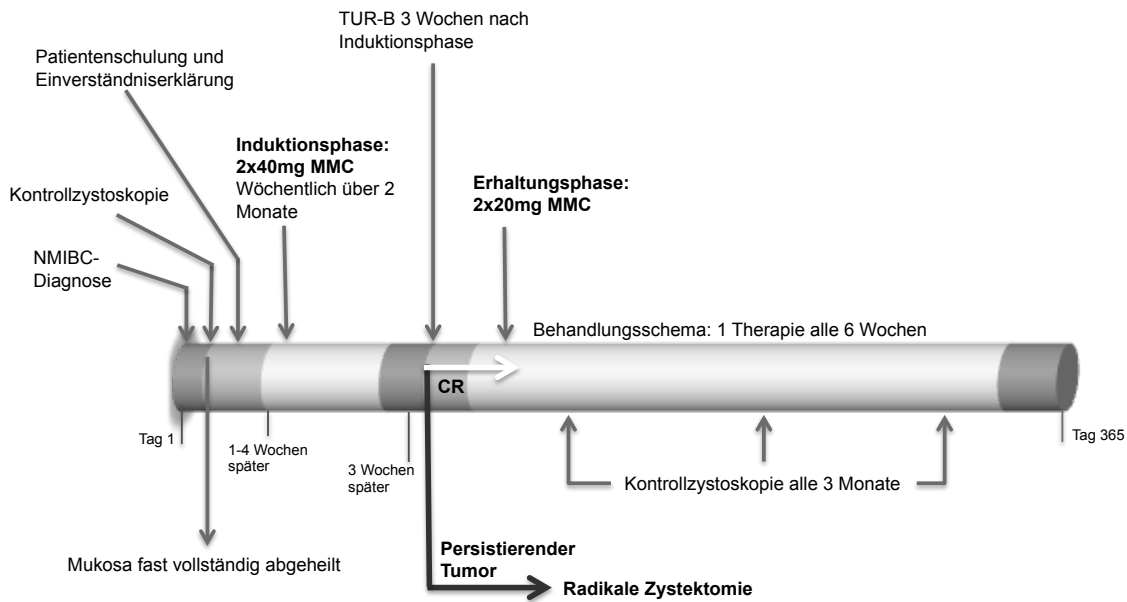 TUR-B 3 Wochen nach
Induktionsphase
Patientenschulung und
Einverständniserklärung
Induktionsphase:
2x40mg MMC
Wöchentlich über 2
Monate
Kontrollzystoskopie
Erhaltungsphase:
2x20mg MMC
NMIBC-
Diagnose
Behandlungsschema: 1 Therapie alle 6 Wochen
CR
Tag 1
1-4 Wochen
später
3 Wochen
später
Tag 365
Kontrollzystoskopie alle 3 Monate
Mukosa fast vollständig abgeheilt
Persistierender
Tumor
Radikale Zystektomie